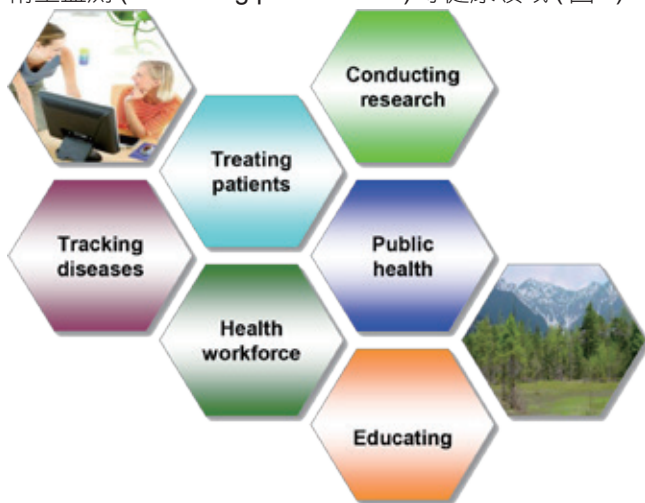 Conducting
research
Treating
patients
Tracking
diseases
Public
health
Health
workforce
Educating